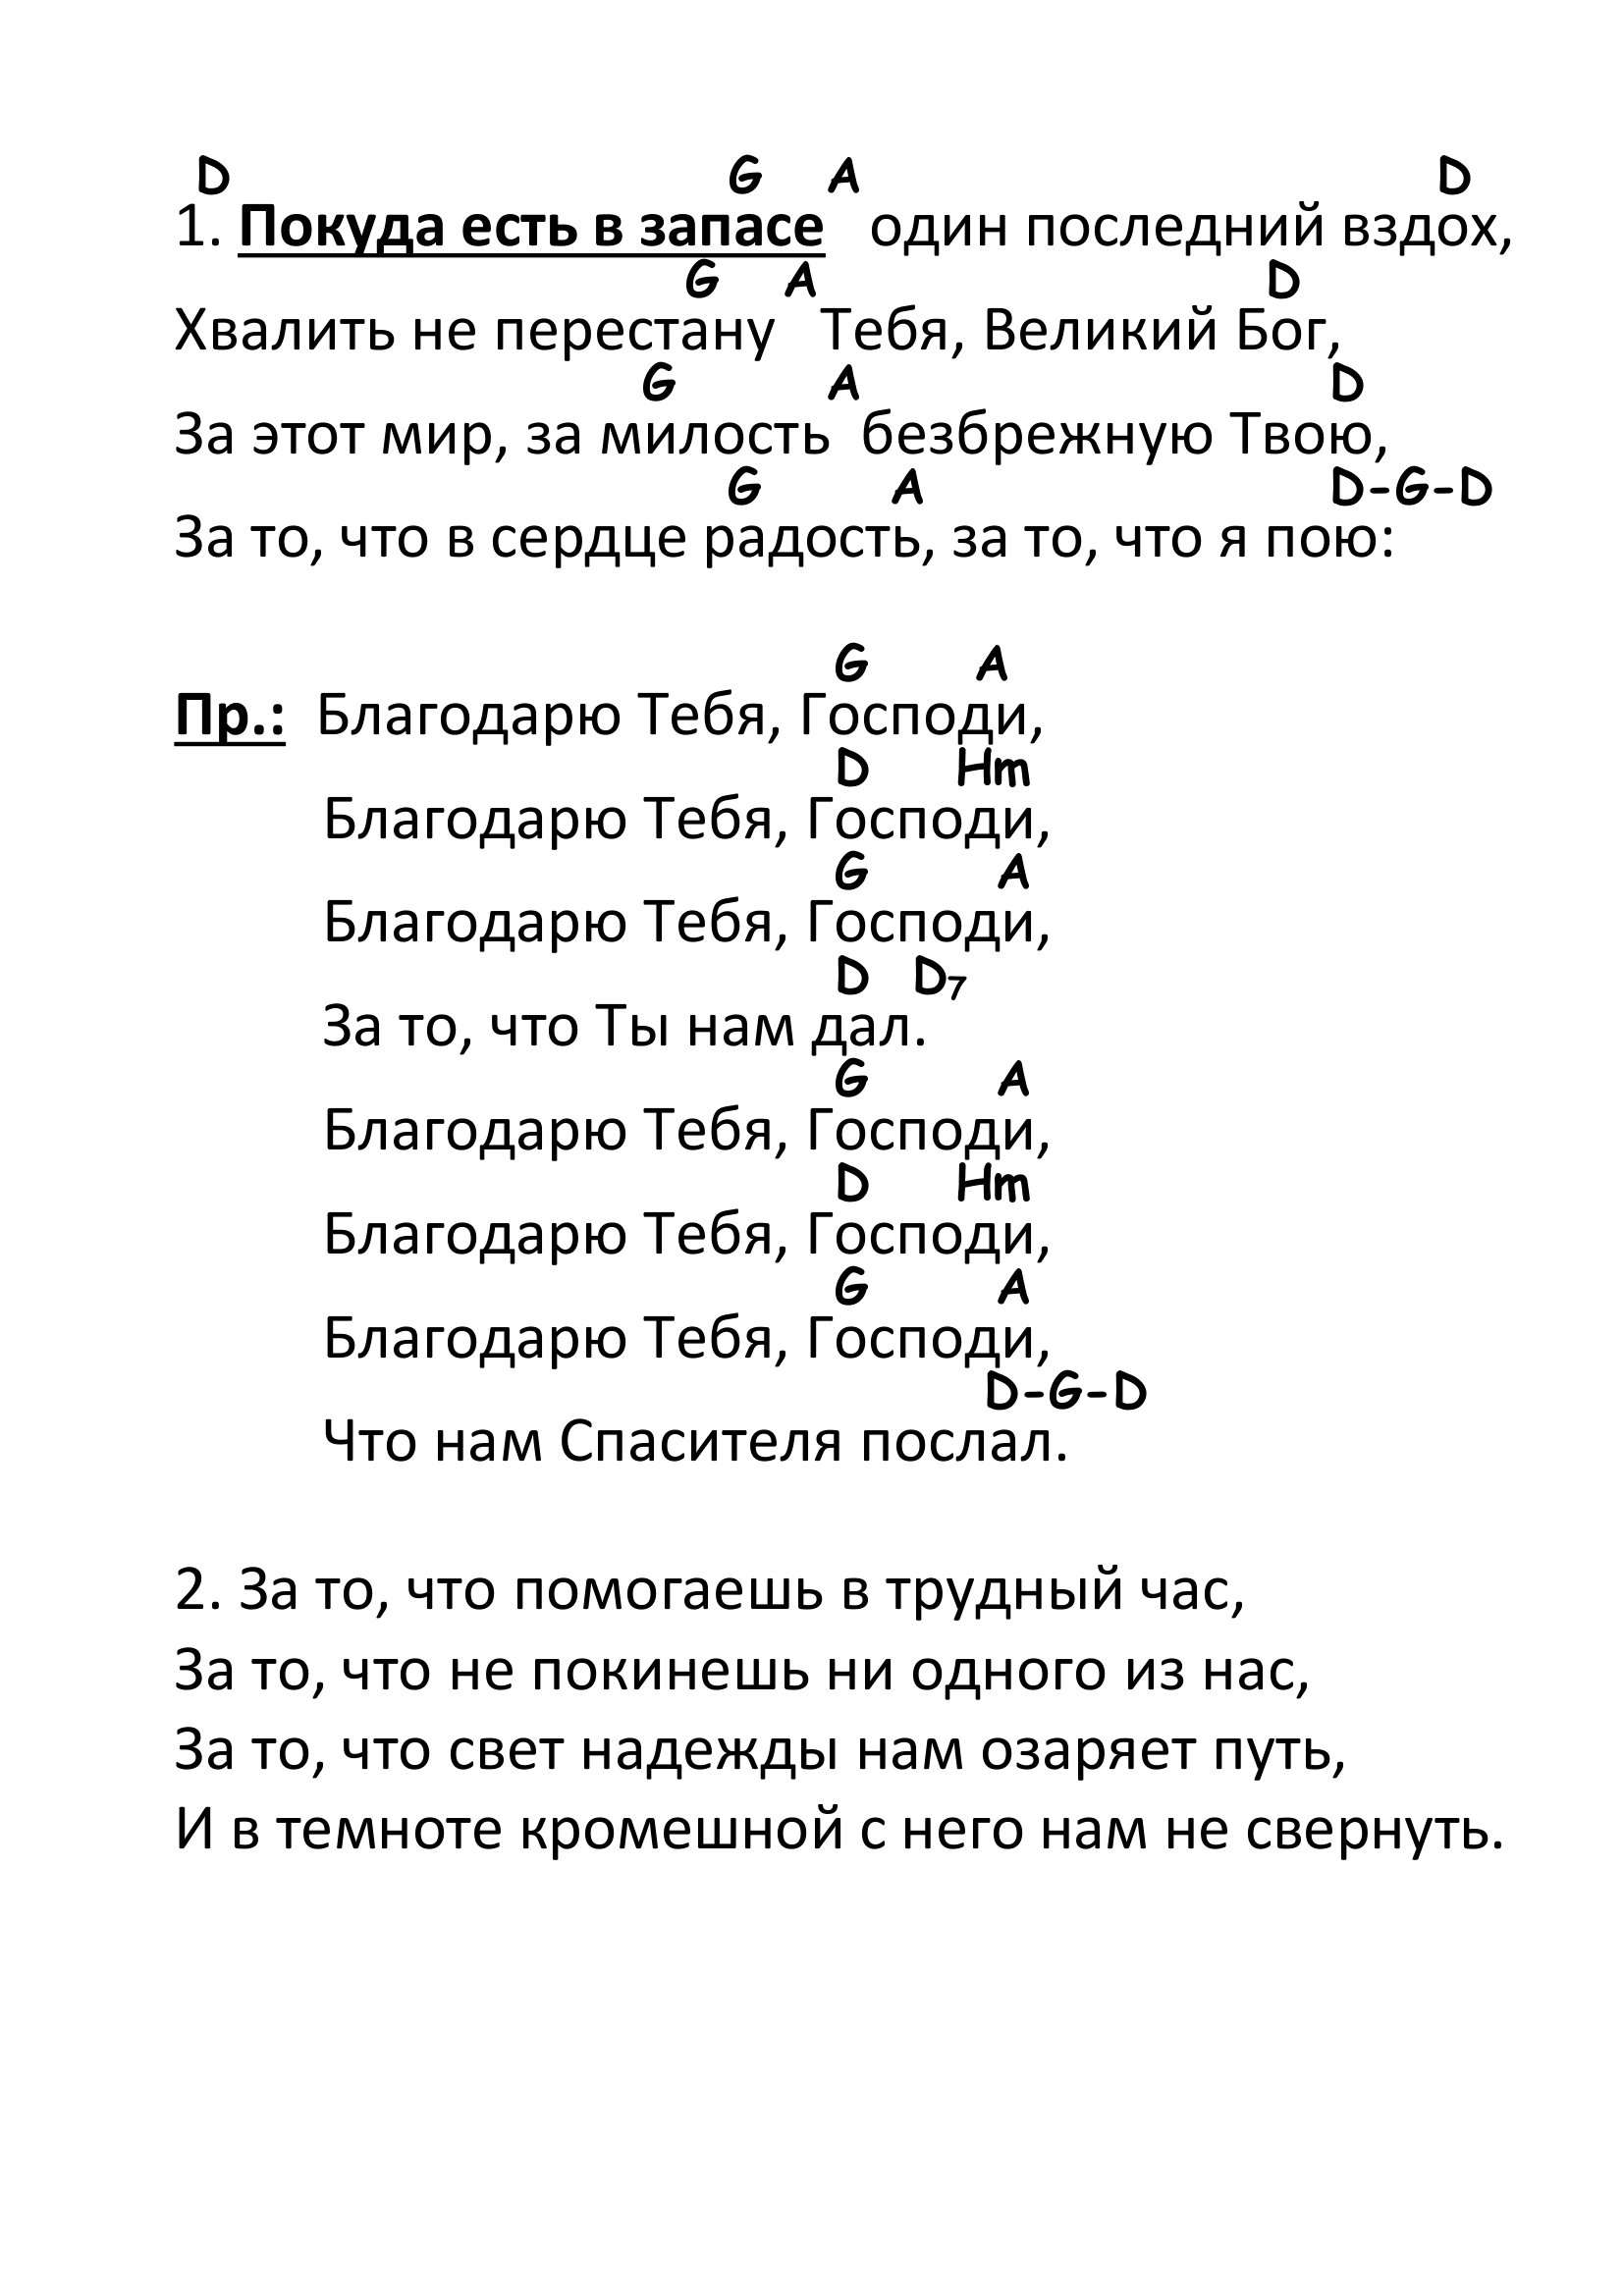 D G A D
1. Покуда есть в запасе один последний вздох,
G A D
Хвалить не перестану Тебя, Великий Бог,
G A D
За этот мир, за милость безбрежную Твою,
G A D-G-D
За то, что в сердце радость, за то, что я пою:
G A
Пр.: Благодарю Тебя, Господи,
D Hm
Благодарю Тебя, Господи,
G A
Благодарю Тебя, Господи,
D D7
За то, что Ты нам дал.
G A
Благодарю Тебя, Господи,
D Hm
Благодарю Тебя, Господи,
G A
Благодарю Тебя, Господи,
D-G-D
Что нам Спасителя послал.
2. За то, что помогаешь в трудный час,
За то, что не покинешь ни одного из нас,
За то, что свет надежды нам озаряет путь,
И в темноте кромешной с него нам не свернуть.